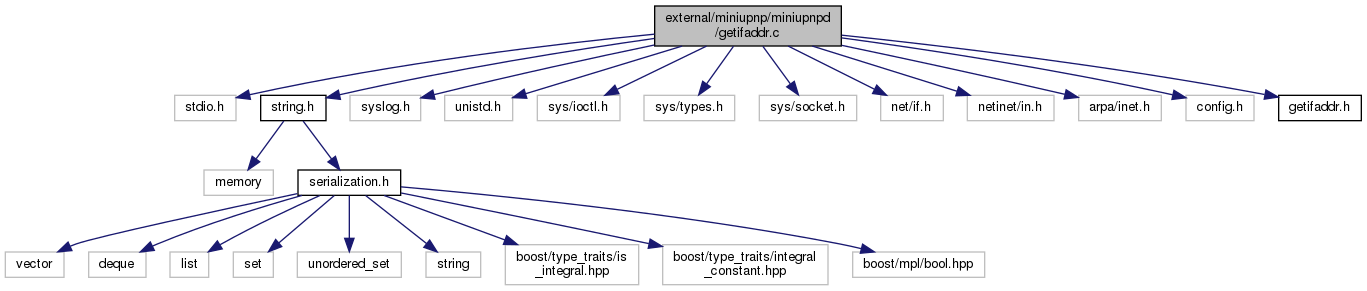 external/miniupnp/miniupnpd
/getifaddr.c
stdio.h
string.h
syslog.h
unistd.h
sys/ioctl.h
sys/types.h
sys/socket.h
net/if.h
netinet/in.h
arpa/inet.h
config.h
getifaddr.h
memory
serialization.h
vector
deque
list
set
unordered_set
string
boost/type_traits/is
_integral.hpp
boost/type_traits/integral
_constant.hpp
boost/mpl/bool.hpp